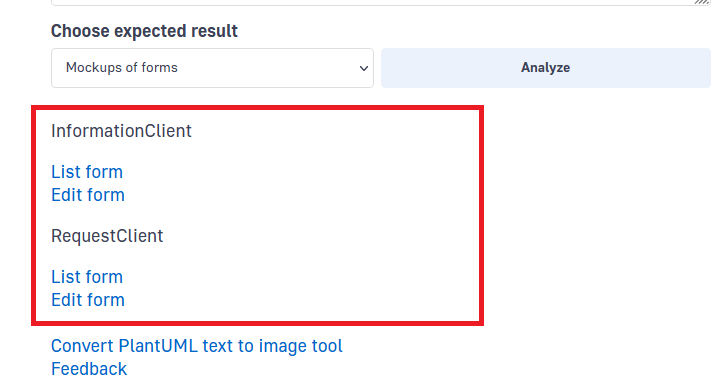 Choose expected result
Mockups of forms
Analyze
InformationClient
List form
Edit form
RequestClient
List form
Edit form
Convert PlantUML text to image tool
Feedback